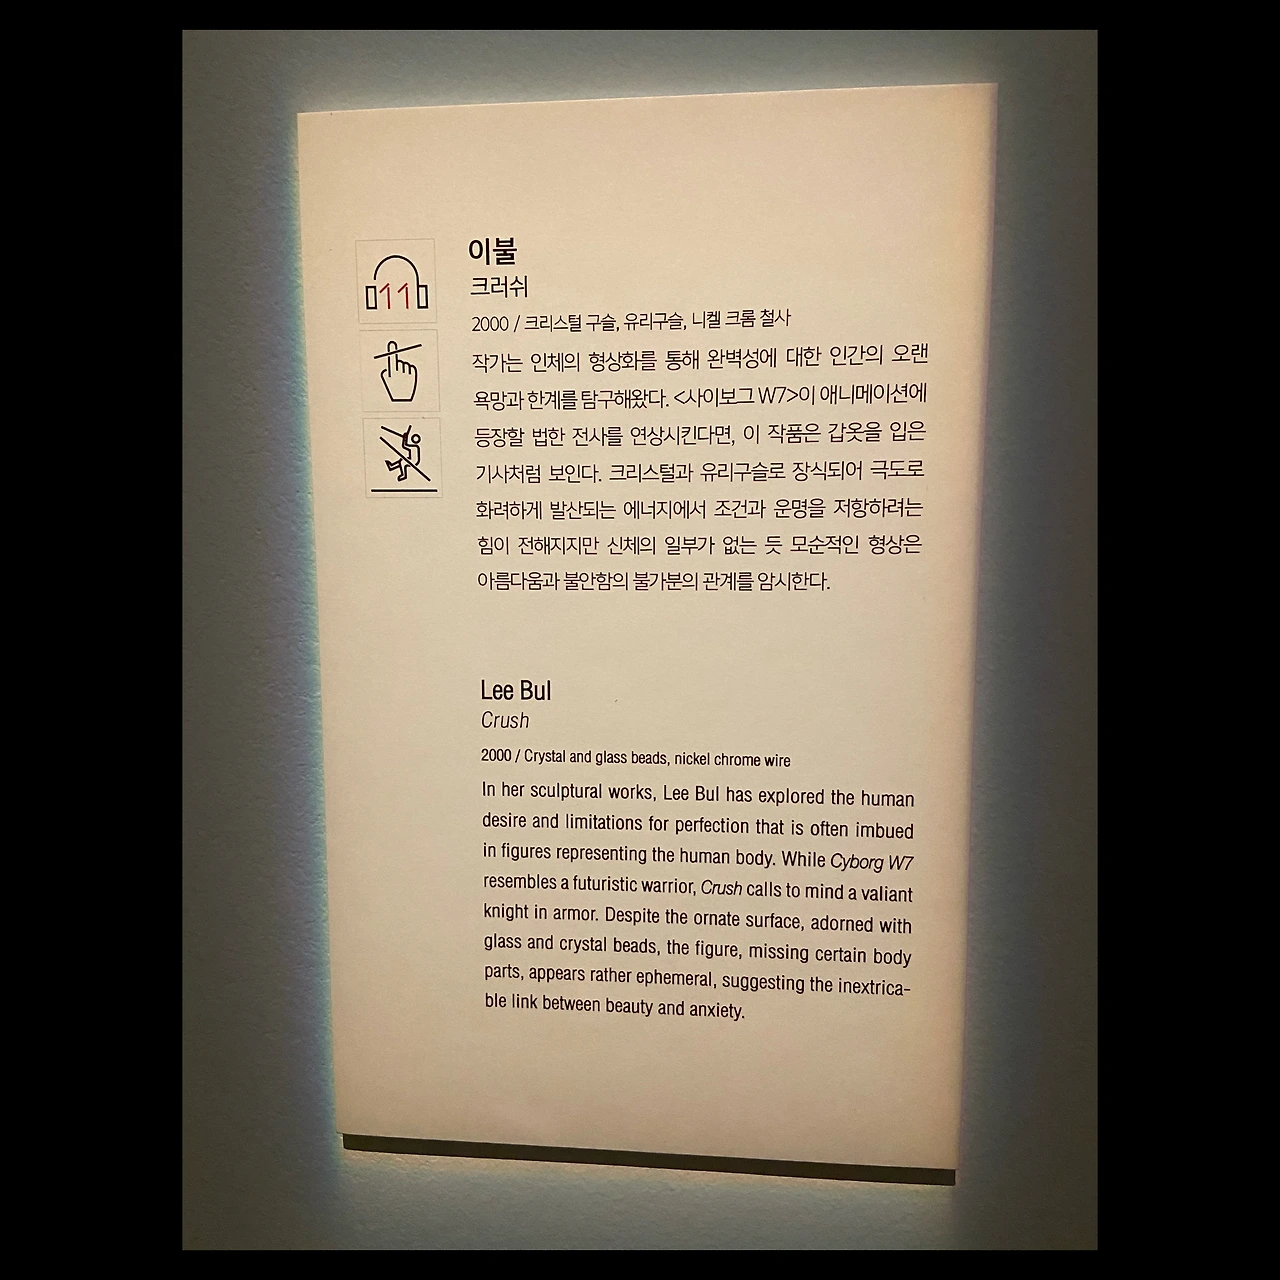 11
이불
크러쉬
2000 / 크리스털 구슬, 유리구슬, 니켈 크롬 철사
작가는 인체의 형상화를 통해 완벽성에 대한 인간의 오랜
욕망과 한계를 탐구해왔다. <사이보그 W7>이 애니메이션에
등장할 법한 전사를 연상시킨다면, 이 작품은 갑옷을 입은
기사처럼 보인다. 크리스털과 유리구슬로 장식되어 극도로
화려하게 발산되는 에너지에서 조건과 운명을 저항하려는
힘이 전해지지만 신체의 일부가 없는 듯 모순적인 형상은
아름다움과 불안함의 불가분의 관계를 암시한다.
Lee Bul
Crush
2000 / Crystal and glass beads, nickel chrome wire
In her sculptural works, Lee Bul has explored the human
desire and limitations for perfection that is often imbued
in figures representing the human body. While Cyborg W7
resembles a futuristic warrior, Crush calls to mind a valiant
knight in armor. Despite the ornate surface, adorned with
glass and crystal beads, the figure, missing certain body
parts, appears rather ephemeral, suggesting the inextrica-
ble link between beauty and anxiety.